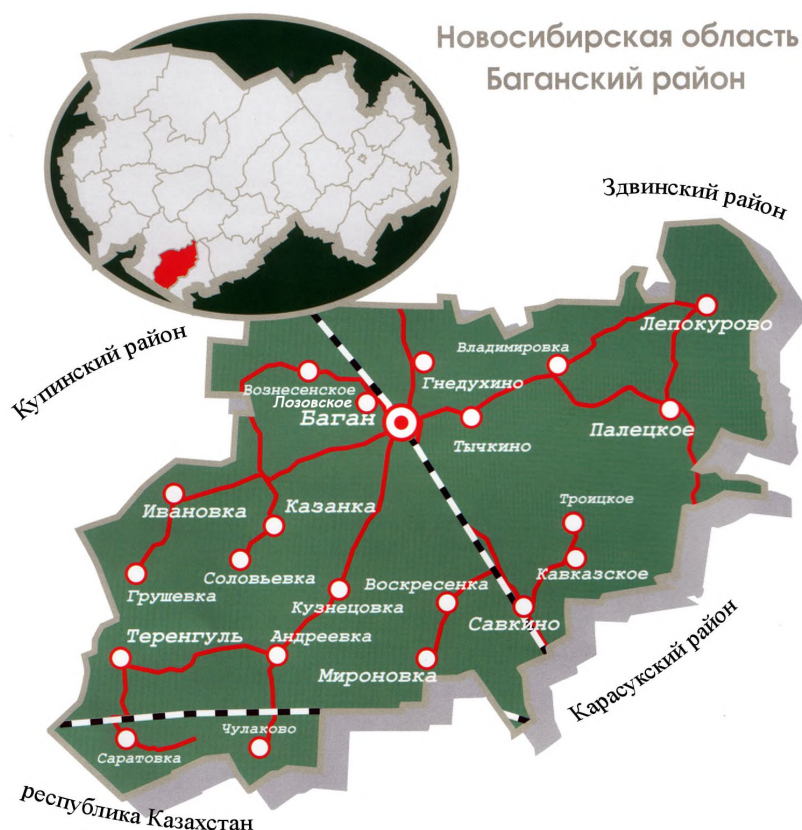 Новосибирская область
Баганский район
Здвинский район
Купинский район
Лепокурово
Владимировка
Гнедухино
Вознесенское
Лозовское
Баган
Тычкино
Палецкое
Ивановка
Казанка
Троицкое
Грушевка
Соловьевка
Кузнецовка
Воскресенка
Кавказское
Савкино
Теренгуль
Андреевка
Мироновка
Карасукский район
Чулаково
Саратовка
республика Казахстан